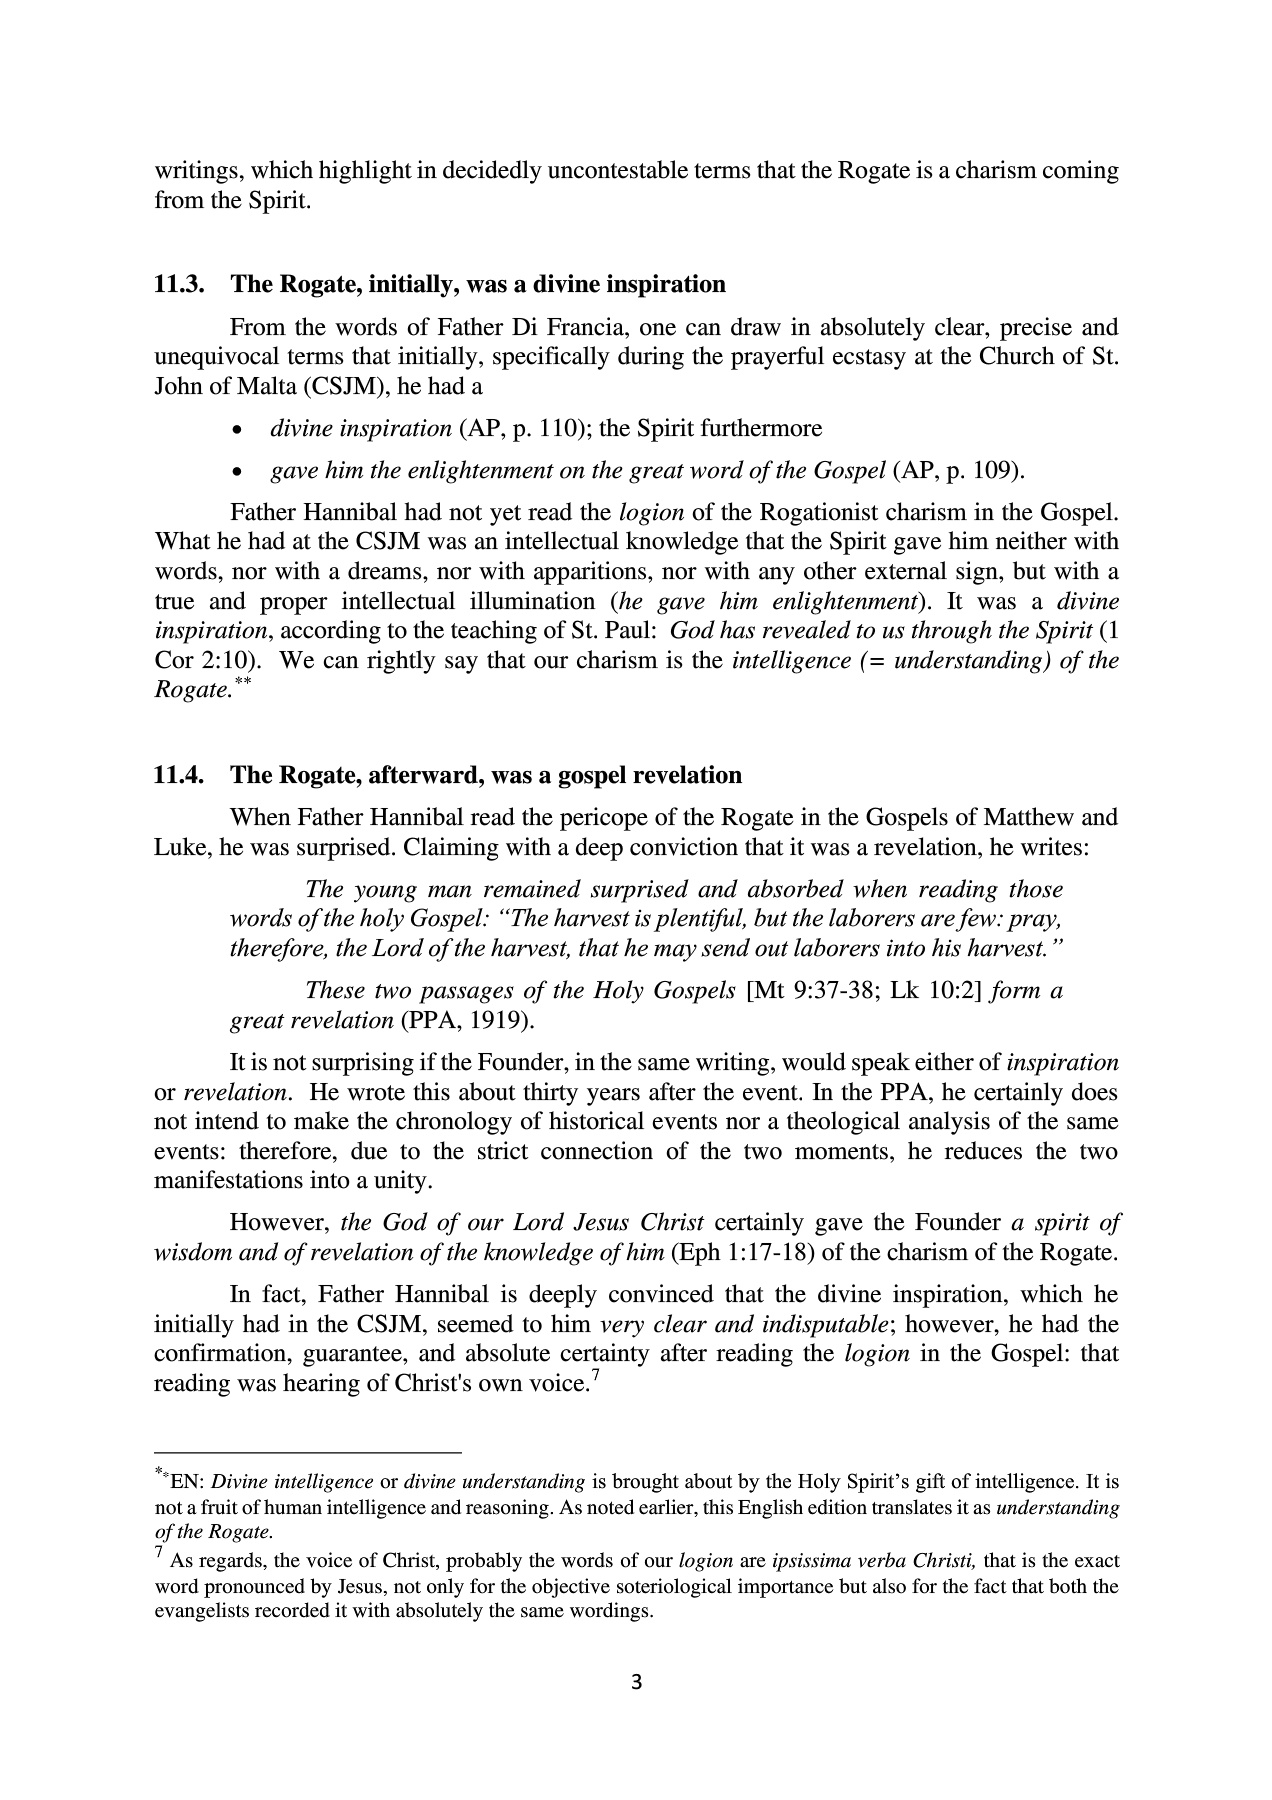 writings, which highlight in decidedly uncontestable terms that the Rogate is a charism coming
from the Spirit.
11.3. The Rogate, initially, was a divine inspiration
From the words of Father Di Francia, one can draw in absolutely clear, precise and
unequivocal terms that initially, specifically during the prayerful ecstasy at the Church of St.
John of Malta (CSJM), he had a
• divine inspiration (AP, p. 110); the Spirit furthermore
• gave him the enlightenment on the great word of the Gospel (AP, p. 109).
Father Hannibal had not yet read the logion of the Rogationist charism in the Gospel.
What he had at the CSJM was an intellectual knowledge that the Spirit gave him neither with
words, nor with a dreams, nor with apparitions, nor with any other external sign, but with a
true and proper intellectual illumination (he gave him enlightenment). It was a divine
inspiration, according to the teaching of St. Paul: God has revealed to us through the Spirit (1
Cor 2:10). We can rightly say that our charism is the intelligence (= understanding) of the
Rogate.**
11.4. The Rogate, afterward, was a gospel revelation
When Father Hannibal read the pericope of the Rogate in the Gospels of Matthew and
Luke, he was surprised. Claiming with a deep conviction that it was a revelation, he writes:
The young man remained surprised and absorbed when reading those
words of the holy Gospel: “The harvest is plentiful, but the laborers are few: pray,
therefore, the Lord of the harvest, that he may send out laborers into his harvest.”
These two passages of the Holy Gospels [Mt 9:37-38; Lk 10:2] form a
great revelation (PPA, 1919).
It is not surprising if the Founder, in the same writing, would speak either of inspiration
or revelation. He wrote this about thirty years after the event. In the PPA, he certainly does
not intend to make the chronology of historical events nor a theological analysis of the same
events: therefore, due to the strict connection of the two moments, he reduces the two
manifestations into a unity.
However, the God of our Lord Jesus Christ certainly gave the Founder a spirit of
wisdom and of revelation of the knowledge of him (Eph 1:17-18) of the charism of the Rogate.
In fact, Father Hannibal is deeply convinced that the divine inspiration, which he
initially had in the CSJM, seemed to him very clear and indisputable; however, he had the
confirmation, guarantee, and absolute certainty after reading the logion in the Gospel: that
reading was hearing of Christ's own voice.7
**EN: Divine intelligence or divine understanding is brought about by the Holy Spirit’s gift of intelligence. It is
not a fruit of human intelligence and reasoning. As noted earlier, this English edition translates it as understanding
of the Rogate.
7 As regards, the voice of Christ, probably the words of our logion are ipsissima verba Christi, that is the exact
word pronounced by Jesus, not only for the objective soteriological importance but also for the fact that both the
evangelists recorded it with absolutely the same wordings.
3